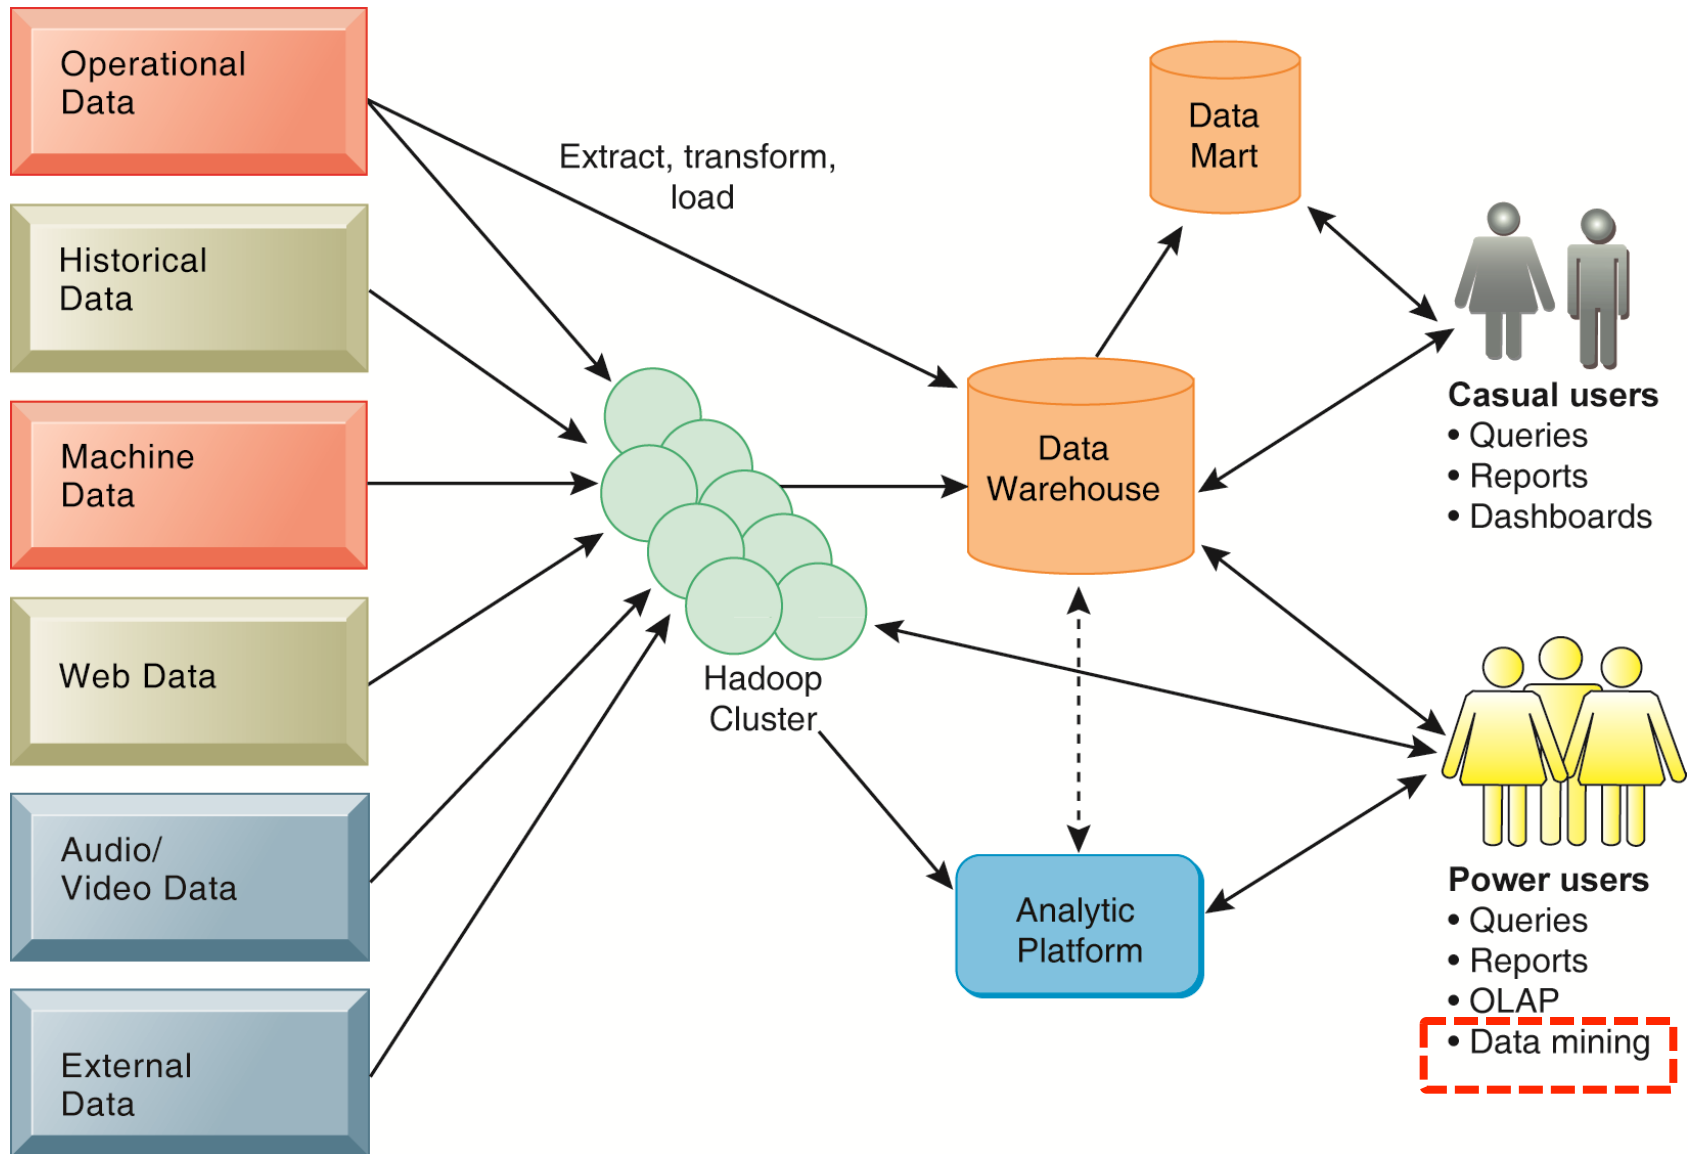 Operational
Data
Historical
Data
Machine
Data
Web Data
Audio/
Video Data
External
Data
Extract, transform,
load
Hadoop
Cluster
Data
Mart
Data
Warehouse
Analytic
Platform
Casual users
• Queries
• Reports
• Dashboards
Power users
• Queries
• Reports
• OLAP
• Data mining